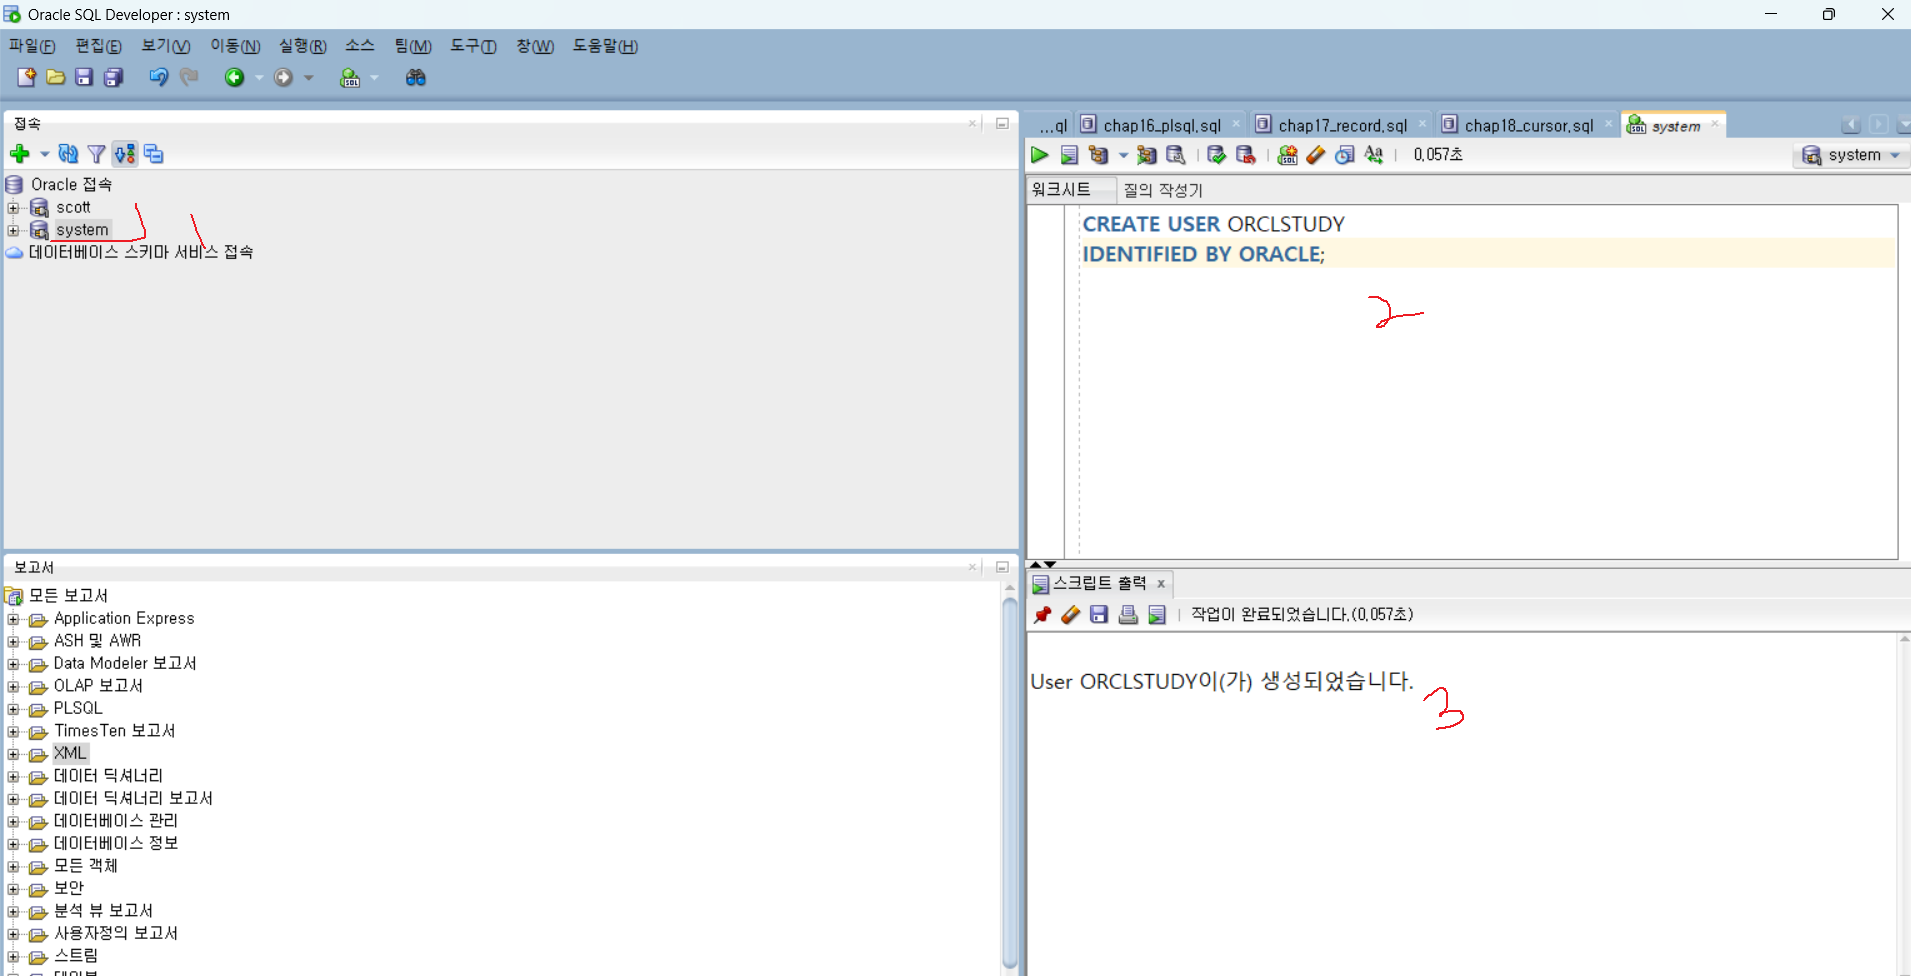 Oracle SQL Developer : system
파일(F) 편집(E) 보기(V) 이동(N) 실행(R) 소스 팀(M) 도구(T) 창(W) 도움말(H)
접속
Oracle 접속
scott
system
데이터베이스 스키마 서비스 접속
1
보고서
모든 보고서
Application Express
ASH 및 AWR
Data Modeler 보고서
OLAP 보고서
PLSQL
TimesTen 보고서
XML
데이터 딕셔너리
데이터 딕셔너리 보고서
데이터베이스 관리
데이터베이스 정보
모든 객체
보안
분석 뷰 보고서
사용자정의 보고서
스트림
...ql chap16_plsql.sql chap17_record.sql chap18_cursor.sql system
0.057초 system
워크시트 질의 작성기
CREATE USER ORCLSTUDY
IDENTIFIED BY ORACLE;
2
스크립트 출력
작업이 완료되었습니다.(0.057초)
User ORCLSTUDY이(가) 생성되었습니다.
3